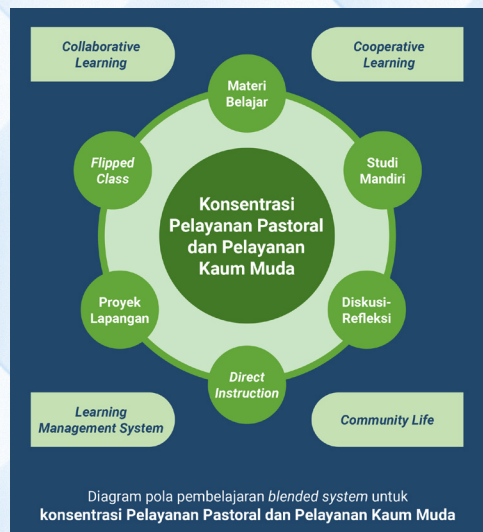 Collaborative
Learning
Cooperative
Learning
Materi
Belajar
Flipped
Class
Studi
Mandiri
Konsentrasi
Pelayanan Pastoral
dan Pelayanan
Kaum Muda
Proyek
Lapangan
Diskusi-
Refleksi
Direct
Instruction
Learning
Management System
Community Life
Diagram pola pembelajaran blended system untuk
konsentrasi Pelayanan Pastoral dan Pelayanan Kaum Muda